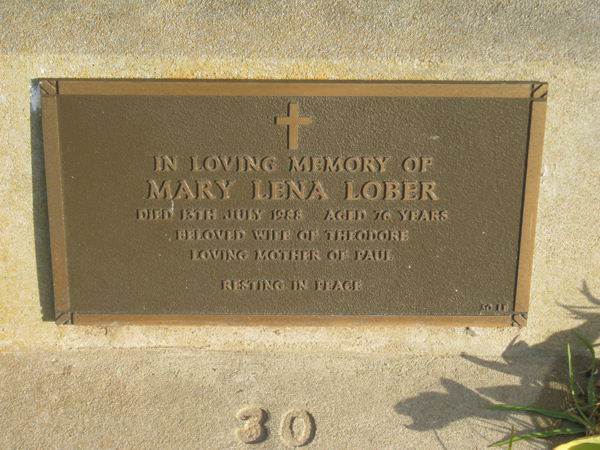 IN LOVING MEMORY OF
MARY LENA LOBER
DIED 13TH JULY 1988 AGED 76 YEARS
BELOVED WIFE OF THEODORE
LOVING MOTHER OF PAUL
RESTING IN PEACE
30